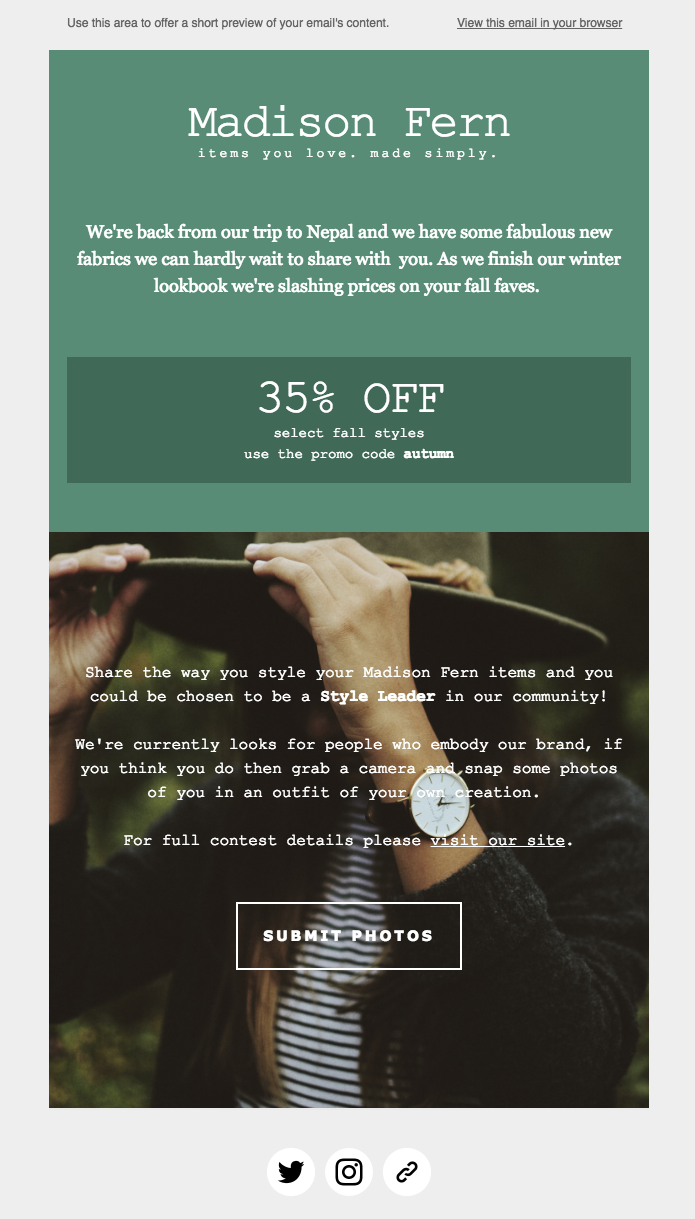 Use this area to offer a short preview of your email's content.
View this email in your browser
Madison Fern
items you love. made simply.
We're back from our trip to Nepal and we have some fabulous new
fabrics we can hardly wait to share with  you. As we finish our winter
lookbook we're slashing prices on your fall faves.
35% OFF
select fall styles
use the promo code autumn
Share the way you style your Madison Fern items and you
could be chosen to be a Style Leader in our community!
We're currently looks for people who embody our brand, if
you think you do then grab a camera and snap some photos
of you in an outfit of your own creation.
For full contest details please visit our site.
SUBMIT PHOTOS